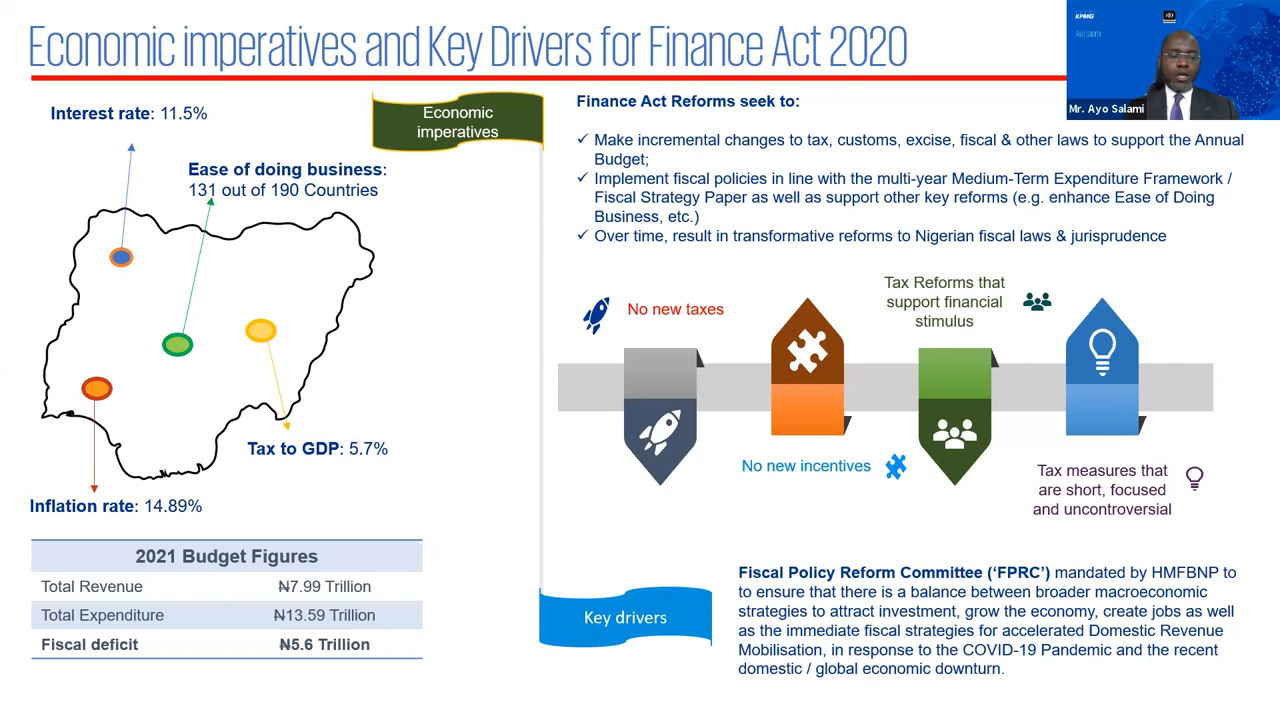 Economic imperatives and Key Drivers for Finance Act 2020
KPMG
Ayo Salami
Mr. Ayo Salami
Interest rate: 11.5%
Ease of doing business:
131 out of 190 Countries
Tax to GDP: 5.7%
Inflation rate: 14.89%
2021 Budget Figures
Total Revenue ₦7.99 Trillion
Total Expenditure ₦13.59 Trillion
Fiscal deficit ₦5.6 Trillion
Economic
imperatives
Finance Act Reforms seek to:
✓ Make incremental changes to tax, customs, excise, fiscal & other laws to support the Annual
Budget;
✓ Implement fiscal policies in line with the multi-year Medium-Term Expenditure Framework /
Fiscal Strategy Paper as well as support other key reforms (e.g. enhance Ease of Doing
Business, etc.)
✓ Over time, result in transformative reforms to Nigerian fiscal laws & jurisprudence
No new taxes
Tax Reforms that
support financial
stimulus
No new incentives
Tax measures that
are short, focused
and uncontroversial
Key drivers
Fiscal Policy Reform Committee (‘FPRC’) mandated by HMFBNP to
to ensure that there is a balance between broader macroeconomic
strategies to attract investment, grow the economy, create jobs as well
as the immediate fiscal strategies for accelerated Domestic Revenue
Mobilisation, in response to the COVID-19 Pandemic and the recent
domestic / global economic downturn.